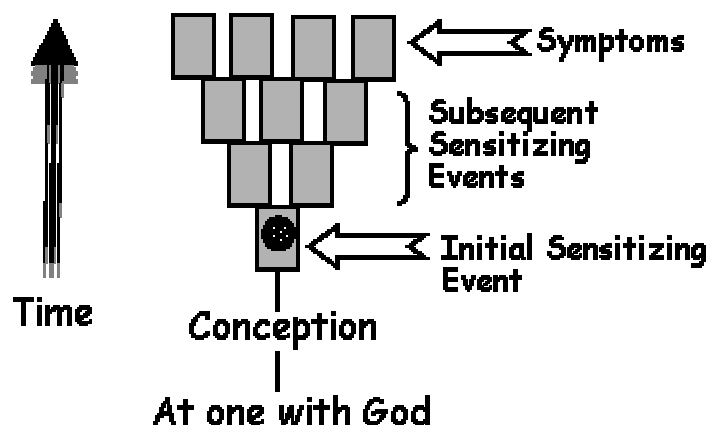 Symptoms
Subsequent
Sensitizing
Events
Initial Sensitizing
Event
Time
Conception
At one with God